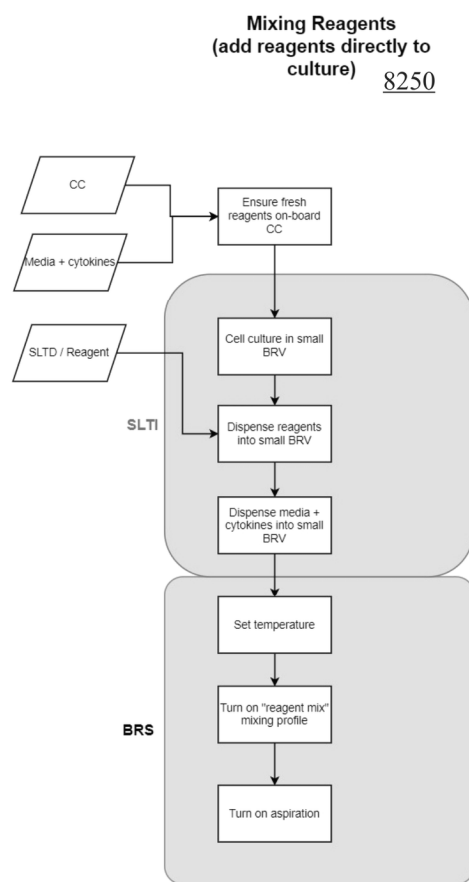 Mixing Reagents
(add reagents directly to
culture)
8250
CC
Ensure fresh
reagents on-board
CC
Media + cytokines
Cell culture in small
BRV
SLTD / Reagent
SLTI
Dispense reagents
into small BRV
Dispense media +
cytokines into small
BRV
Set temperature
BRS
Turn on "reagent mix"
mixing profile
Turn on aspiration